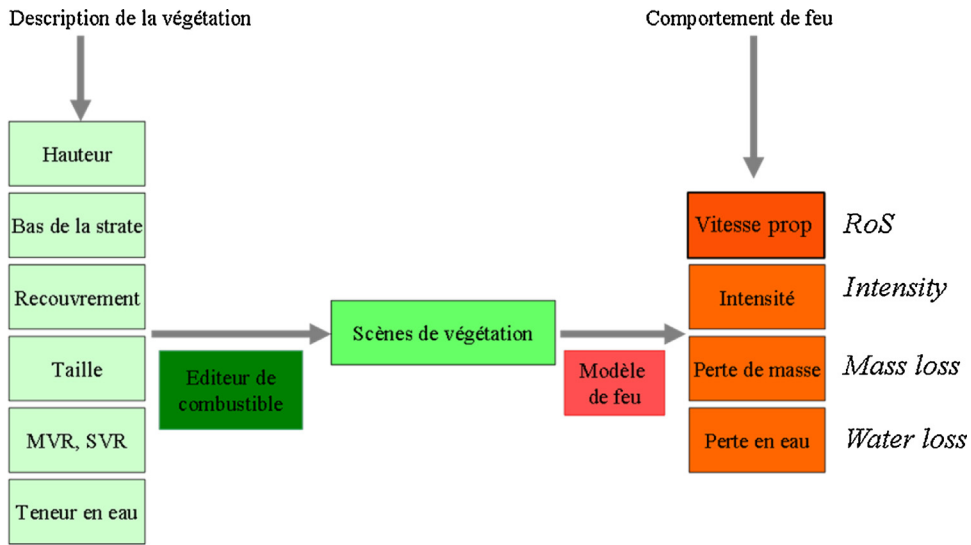 Description de la végétation
Comportement de feu
Hauteur
Bas de la strate
Recouvrement
Taille
MVR, SVR
Teneur en eau
Editeur de
combustible
Scènes de végétation
Modèle
de feu
Vitesse prop
RoS
Intensité
Intensity
Perte de masse
Mass loss
Perte en eau
Water loss